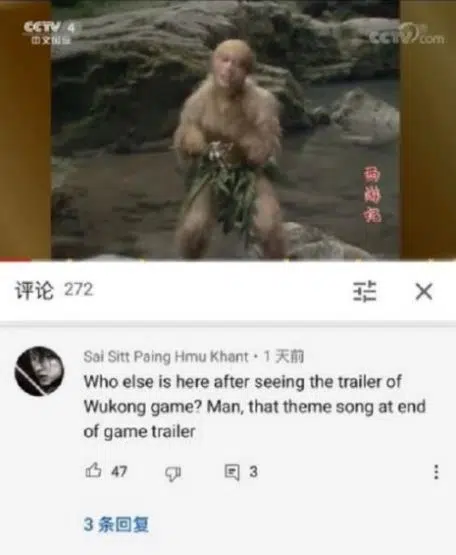 CCTV 4
中文国际
CCTV.com
西游记
评论 272
Sai Sitt Paing Hmu Khant • 1 天前
Who else is here after seeing the trailer of
Wukong game? Man, that theme song at end
of game trailer
47 3
3 条回复